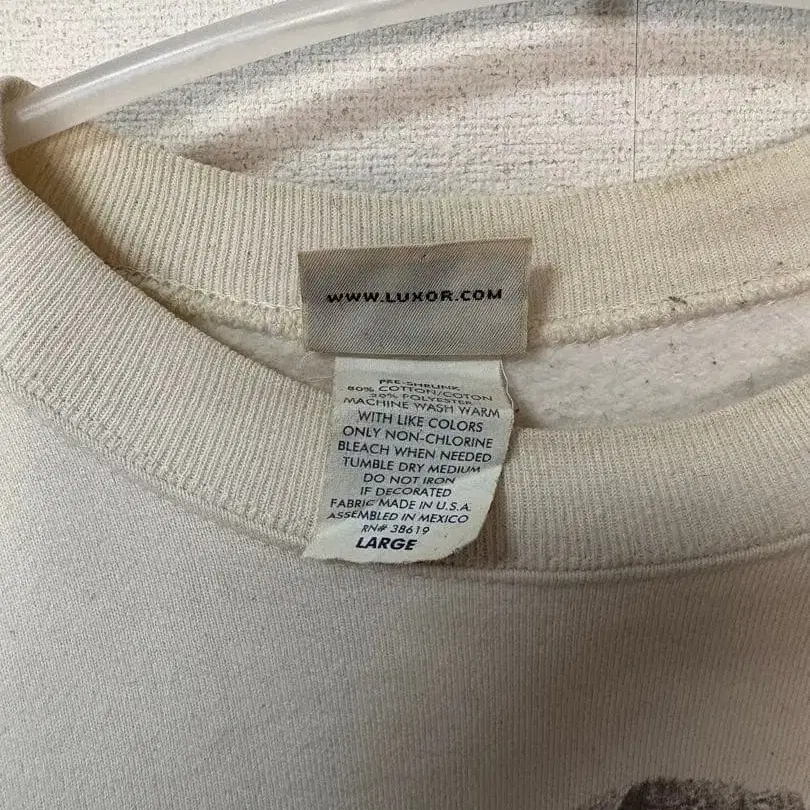 WWW.LUXOR.COM
PRE-SHRUNK
80% COTTON/COTON
20% POLYESTER
MACHINE WASH WARM
WITH LIKE COLORS
ONLY NON-CHLORINE
BLEACH WHEN NEEDED
TUMBLE DRY MEDIUM
DO NOT IRON
IF DECORATED
FABRIC MADE IN U.S.A.
ASSEMBLED IN MEXICO
RN# 38619
LARGE